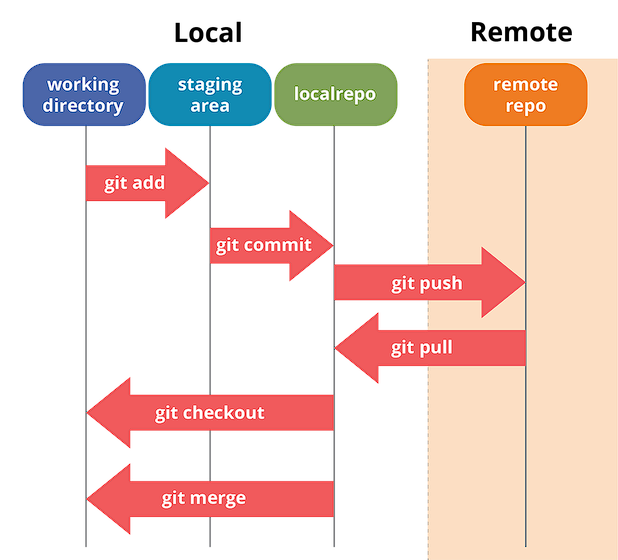 Local
Remote
working
directory
staging
area
localrepo
remote
repo
git add
git commit
git push
git pull
git checkout
git merge